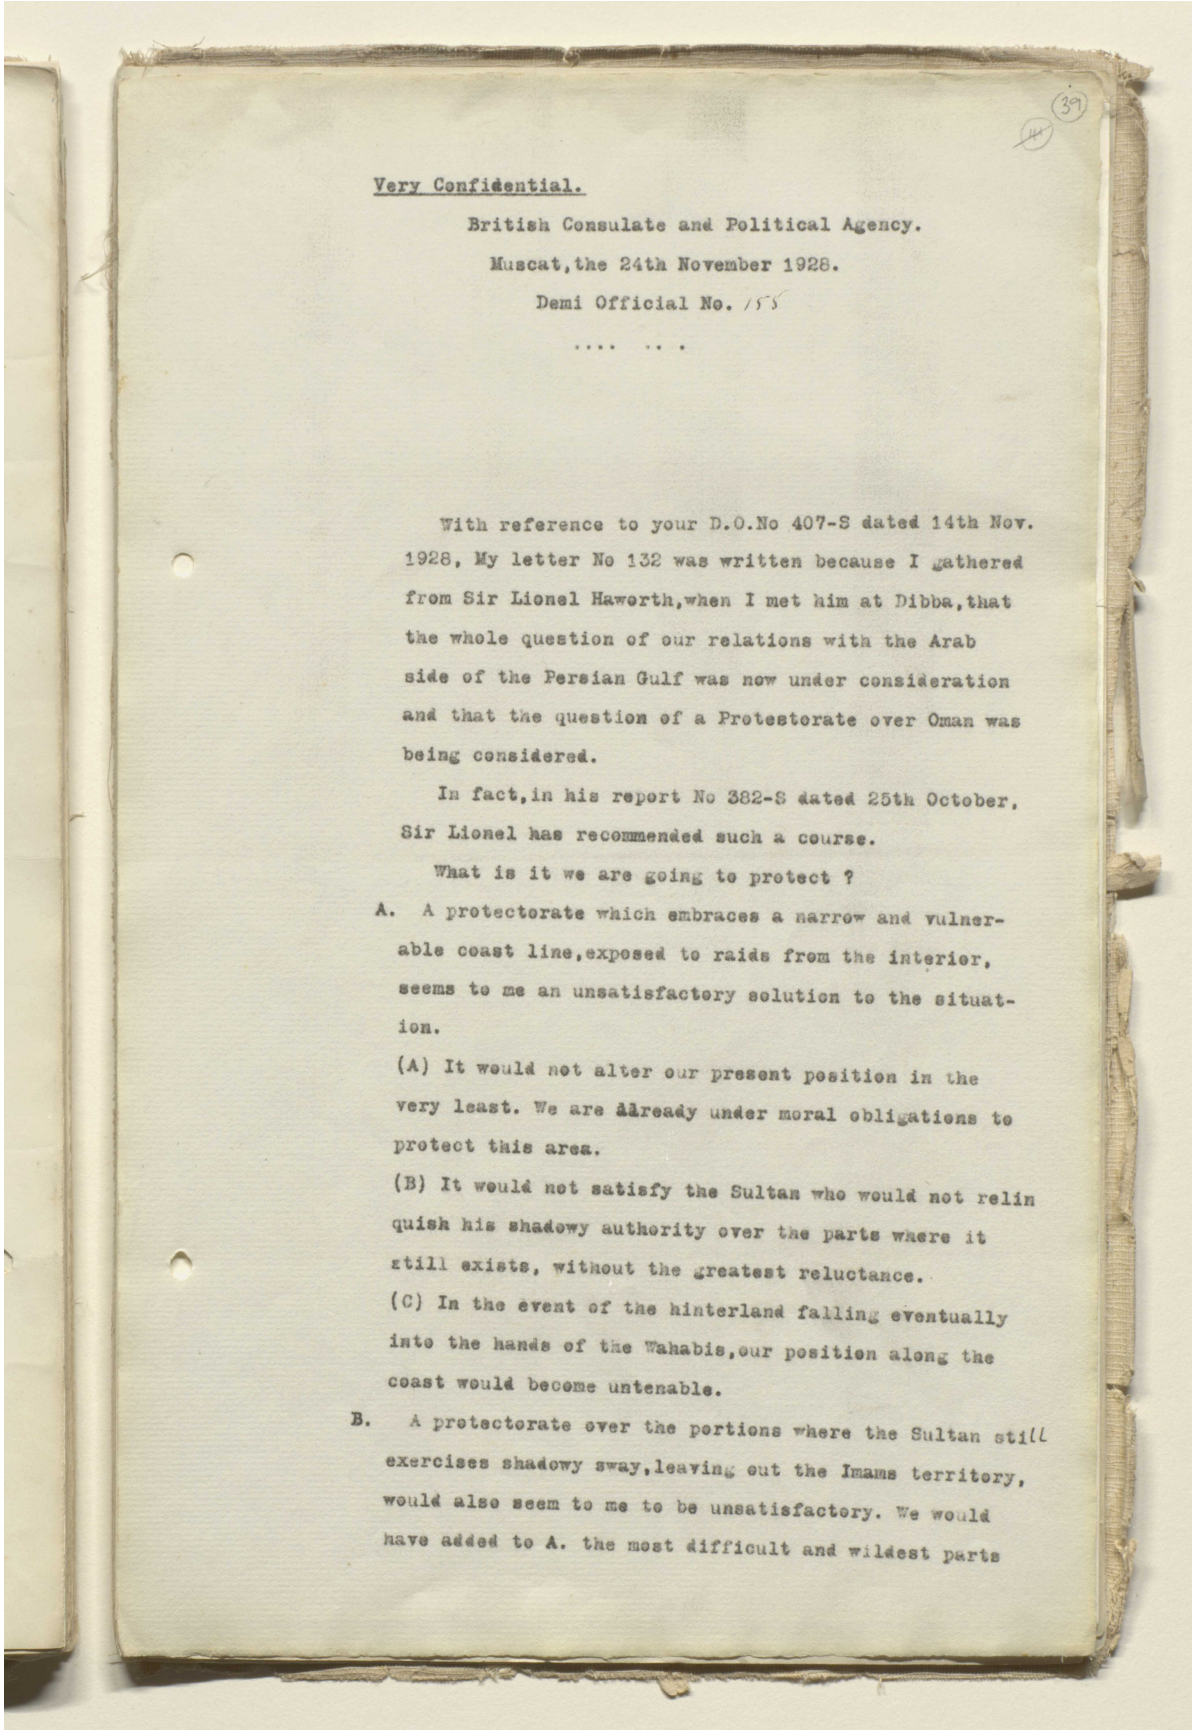 39
Very Confidential.
British Consulate and Political Agency.
Muscat,the 24th November 1928.
Demi Official No. 155
.... .. .
With reference to your D.O.No 407-S dated 14th Nov.
1928, My letter No 132 was written because I gathered
from Sir Lionel Haworth,when I met him at Dibba,that
the whole question of our relations with the Arab
side of the Persian Gulf was now under consideration
and that the question of a Protestorate over Oman was
being considered.
In fact,in his report No 382-S dated 25th October,
Sir Lionel has recommended such a course.
What is it we are going to protect ?
A. A protectorate which embraces a narrow and vulner-
able coast line,exposed to raids from the interior,
seems to me an unsatisfactory solution to the situat-
ion.
(A) It would not alter our present position in the
very least. We are already under moral obligations to
protect this area.
(B) It would not satisfy the Sultan who would not relin
quish his shadowy authority over the parts where it
still exists, without the greatest reluctance.
(C) In the event of the hinterland falling eventually
into the hands of the Wahabis,our position along the
coast would become untenable.
B. A protectorate over the portions where the Sultan still
exercises shadowy sway,leaving out the Imams territory,
would also seem to me to be unsatisfactory. We would
have added to A. the most difficult and wildest parts